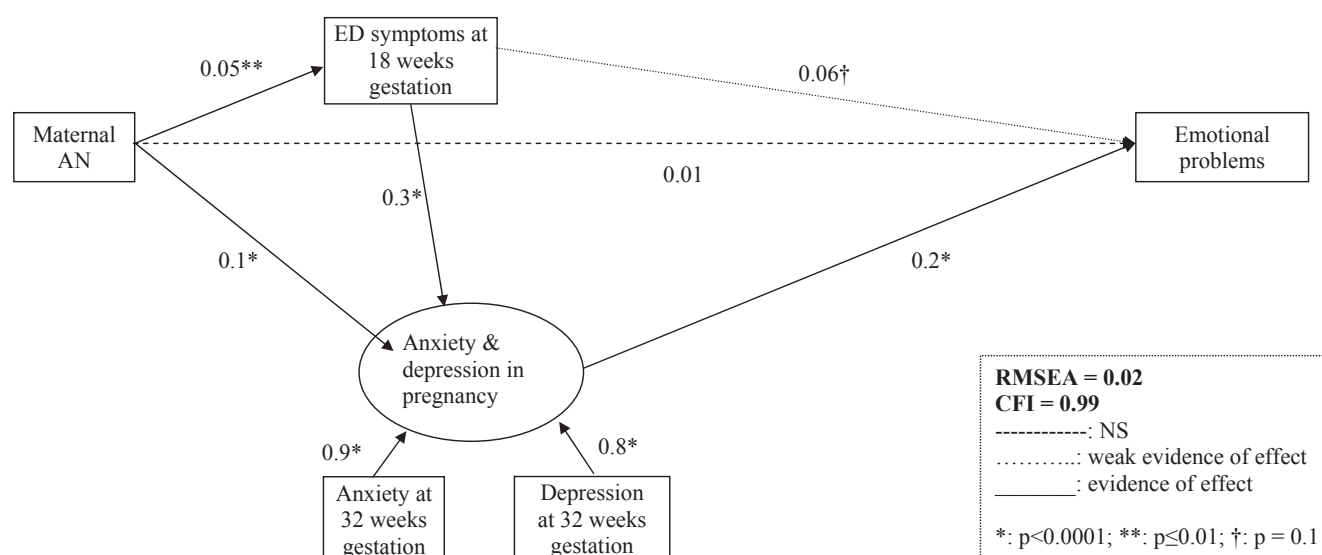 ED symptoms at
18 weeks
gestation
0.05**
0.06†
Maternal
AN
Emotional
problems
0.01
0.3*
0.1*
0.2*
Anxiety &
depression in
pregnancy
RMSEA = 0.02
CFI = 0.99
------------: NS
………..: weak evidence of effect
_______: evidence of effect
*: p<0.0001; **: p≤0.01; †: p = 0.1
0.9*
0.8*
Anxiety at
32 weeks
gestation
Depression
at 32 weeks
gestation